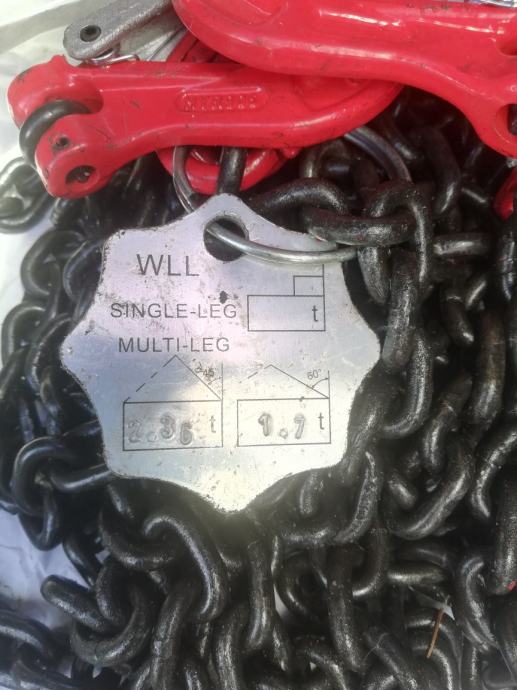 WLL
SINGLE-LEG t
MULTI-LEG
45° 60°
2.36 t 1.7 t